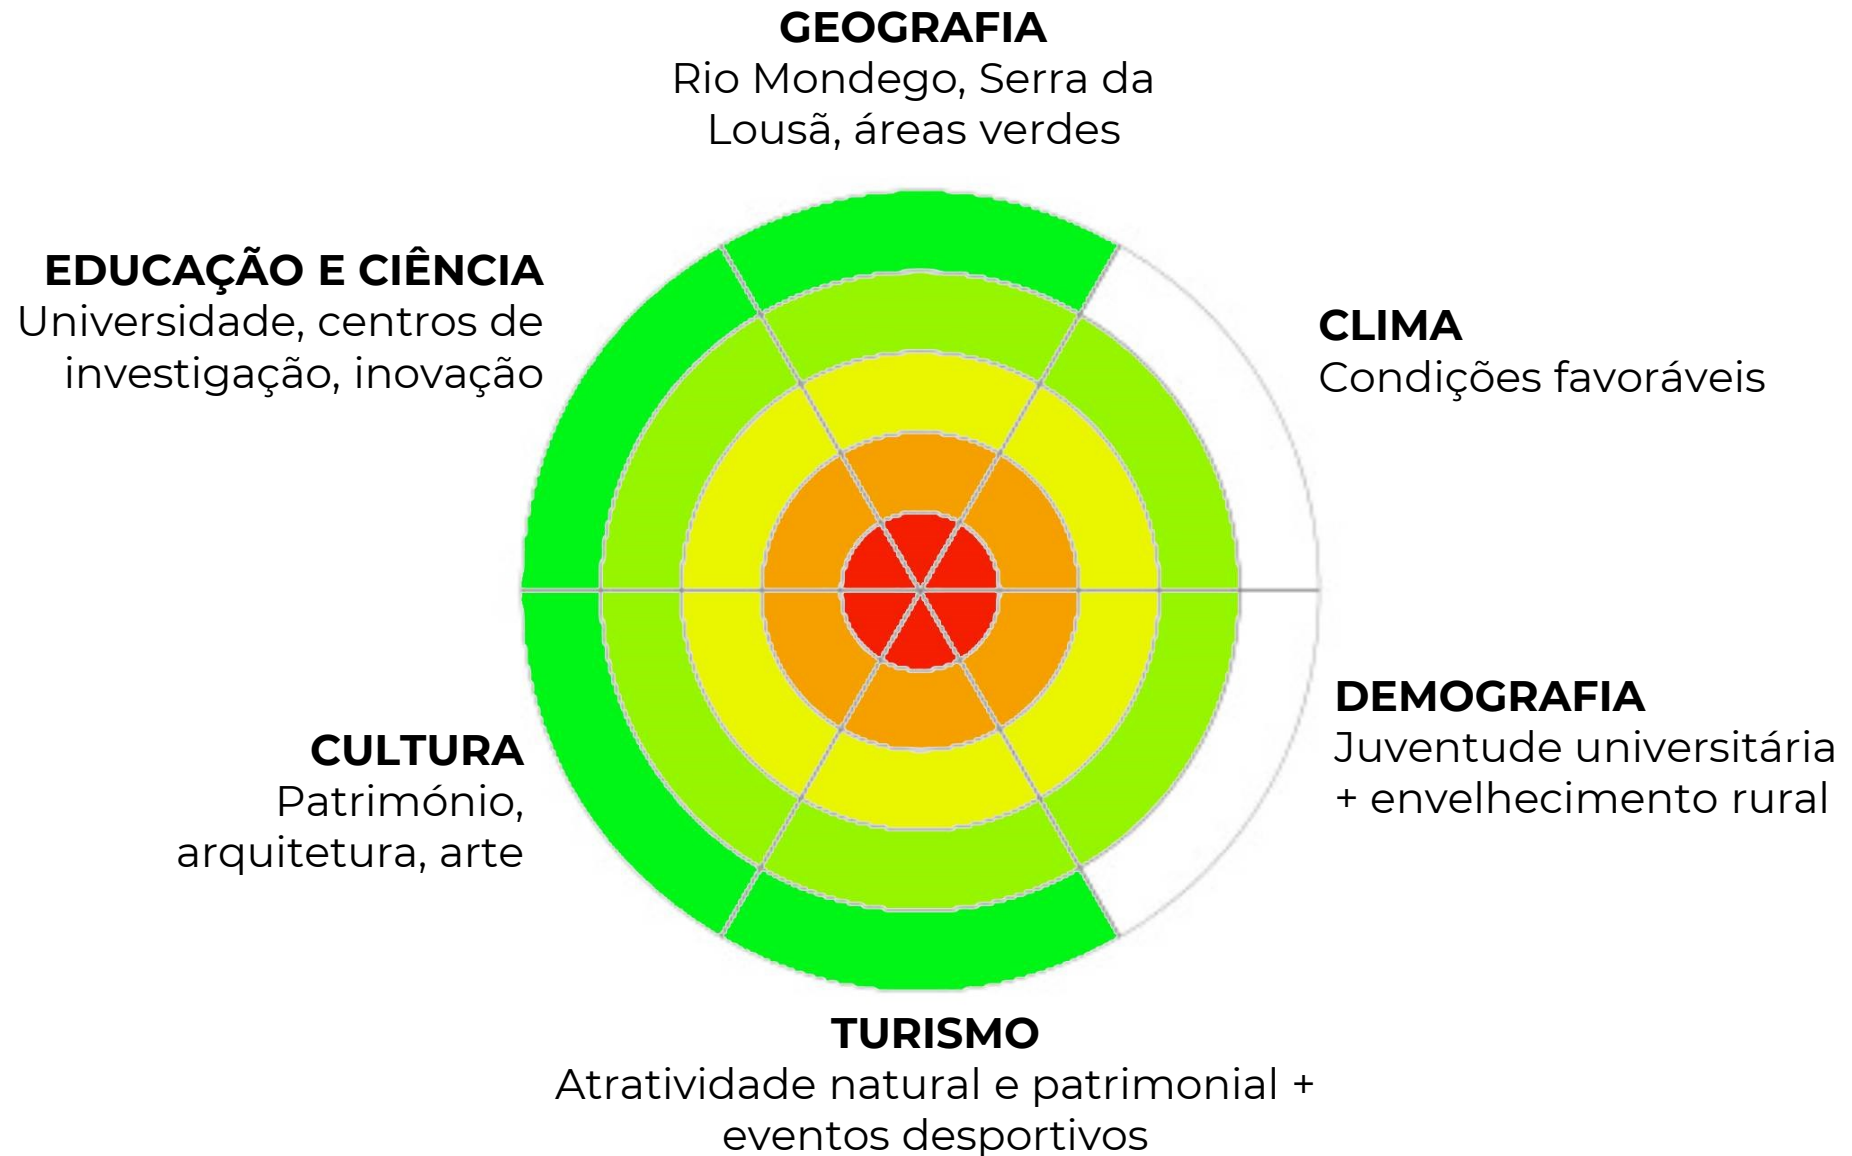 GEOGRAFIA
Rio Mondego, Serra da
Lousã, áreas verdes
EDUCAÇÃO E CIÊNCIA
Universidade, centros de
investigação, inovação
CLIMA
Condições favoráveis
DEMOGRAFIA
Juventude universitária
+ envelhecimento rural
CULTURA
Património,
arquitetura, arte
TURISMO
Atratividade natural e patrimonial +
eventos desportivos